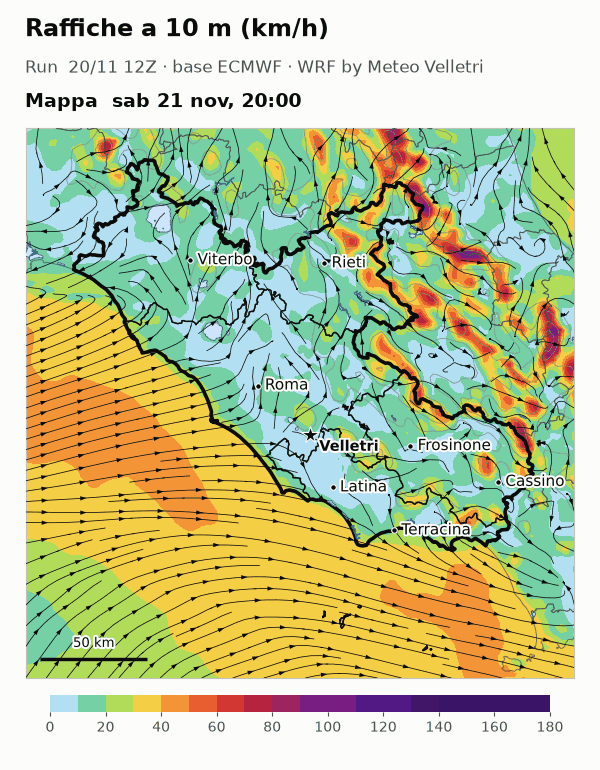 Raffiche a 10 m (km/h)
Run  20/11 12Z · base ECMWF · WRF by Meteo Velletri
Mappa  sab 21 nov, 20:00
Viterbo
Rieti
Roma
Velletri
Frosinone
Cassino
Latina
Terracina
50 km
0 20 40 60 80 100 120 140 160 180